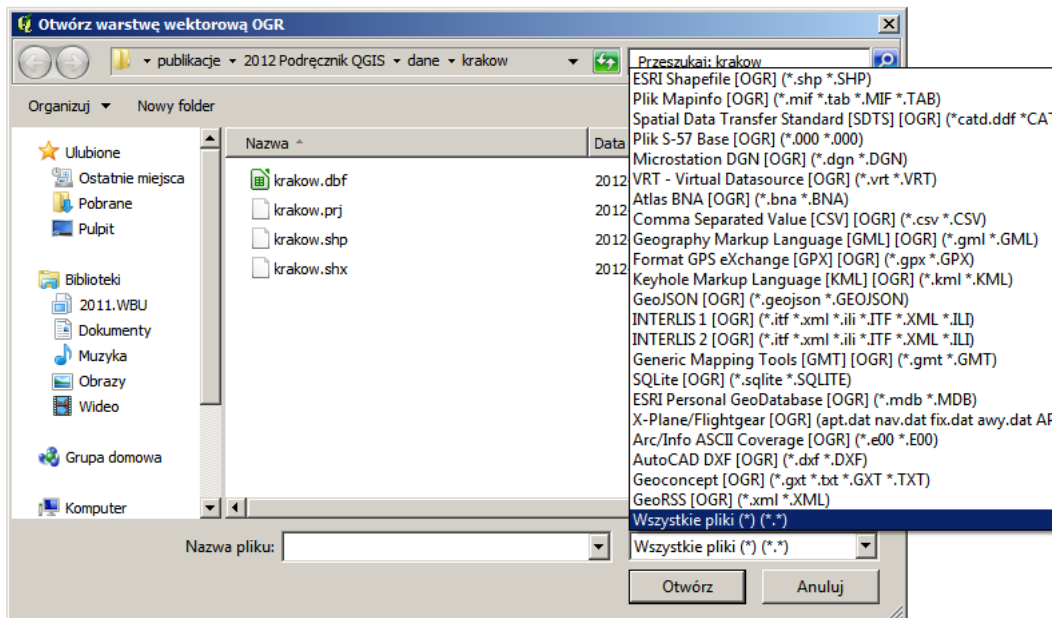 Otwórz warstwę wektorową OGR
publikacje 2012 Podręcznik QGIS dane krakow
Przeszukaj: krakow
Organizuj Nowy folder
Ulubione
Ostatnie miejsca
Pobrane
Pulpit
Biblioteki
2011.WBU
Dokumenty
Muzyka
Obrazy
Wideo
Grupa domowa
Komputer
Nazwa Data
krakow.dbf 2012
krakow.prj 2012
krakow.shp 2012
krakow.shx 2012
ESRI Shapefile [OGR] (*.shp *.SHP)
Plik Mapinfo [OGR] (*.mif *.tab *.MIF *.TAB)
Spatial Data Transfer Standard [SDTS] [OGR] (*catd.ddf *CAT
Plik S-57 Base [OGR] (*.000 *.000)
Microstation DGN [OGR] (*.dgn *.DGN)
VRT - Virtual Datasource [OGR] (*.vrt *.VRT)
Atlas BNA [OGR] (*.bna *.BNA)
Comma Separated Value [CSV] [OGR] (*.csv *.CSV)
Geography Markup Language [GML] [OGR] (*.gml *.GML)
Format GPS eXchange [GPX] [OGR] (*.gpx *.GPX)
Keyhole Markup Language [KML] [OGR] (*.kml *.KML)
GeoJSON [OGR] (*.geojson *.GEOJSON)
INTERLIS 1 [OGR] (*.itf *.xml *.ili *.ITF *.XML *.ILI)
INTERLIS 2 [OGR] (*.itf *.xml *.ili *.ITF *.XML *.ILI)
Generic Mapping Tools [GMT] [OGR] (*.gmt *.GMT)
SQLite [OGR] (*.sqlite *.SQLITE)
ESRI Personal GeoDatabase [OGR] (*.mdb *.MDB)
X-Plane/Flightgear [OGR] (apt.dat nav.dat fix.dat awy.dat AP
Arc/Info ASCII Coverage [OGR] (*.e00 *.E00)
AutoCAD DXF [OGR] (*.dxf *.DXF)
Geoconcept [OGR] (*.gxt *.txt *.GXT *.TXT)
GeoRSS [OGR] (*.xml *.XML)
Wszystkie pliki (*) (*.*)
Nazwa pliku: Wszystkie pliki (*) (*.*)
Otwórz Anuluj